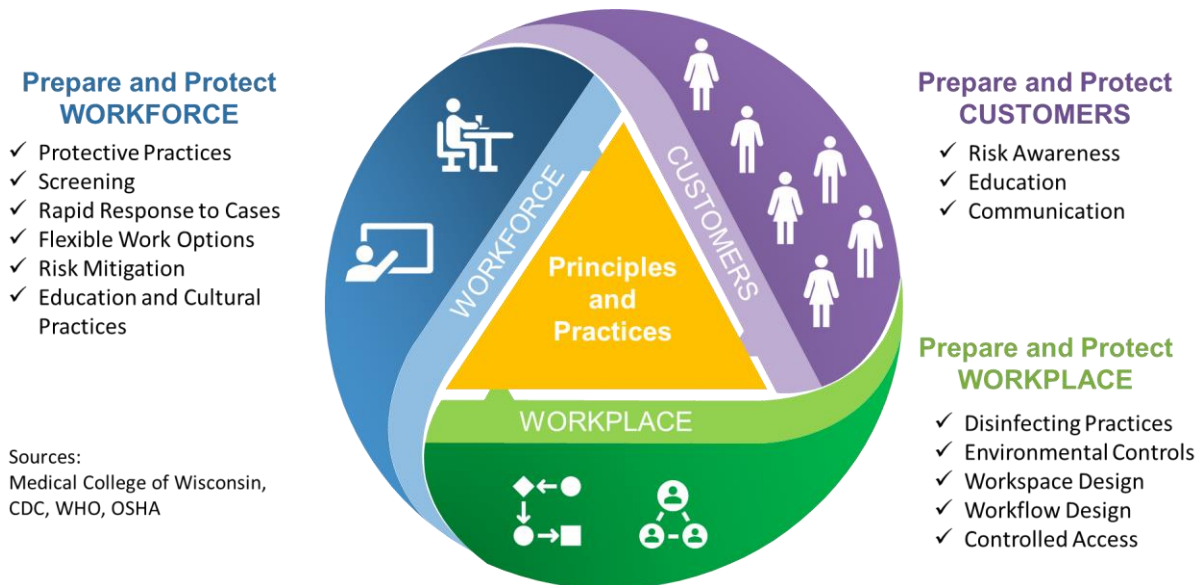 Prepare and Protect
WORKFORCE
✓ Protective Practices
✓ Screening
✓ Rapid Response to Cases
✓ Flexible Work Options
✓ Risk Mitigation
✓ Education and Cultural
Practices
Sources:
Medical College of Wisconsin,
CDC, WHO, OSHA
WORKFORCE
CUSTOMERS
Principles
and
Practices
WORKPLACE
Prepare and Protect
CUSTOMERS
✓ Risk Awareness
✓ Education
✓ Communication
Prepare and Protect
WORKPLACE
✓ Disinfecting Practices
✓ Environmental Controls
✓ Workspace Design
✓ Workflow Design
✓ Controlled Access